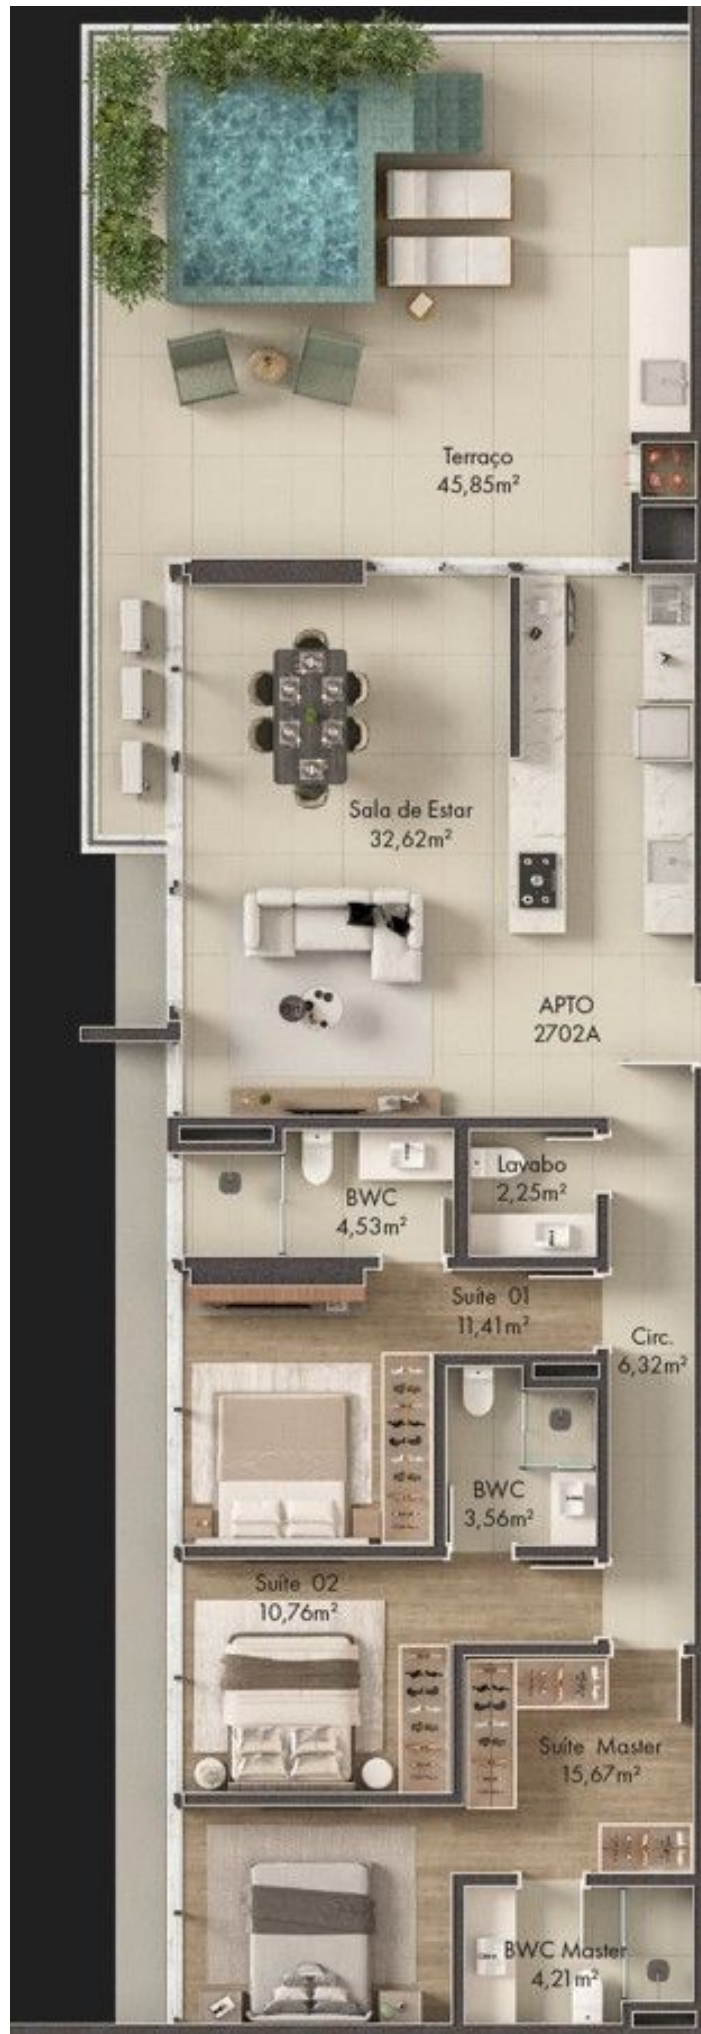 Terraço
45,85m²
Sala de Estar
32,62m²
APTO
2702A
Lavabo
2,25m²
BWC
4,53m²
Suíte 01
11,41m²
Circ.
6,32m²
BWC
3,56m²
Suíte 02
10,76m²
Suíte Master
15,67m²
BWC Master
4,21m²